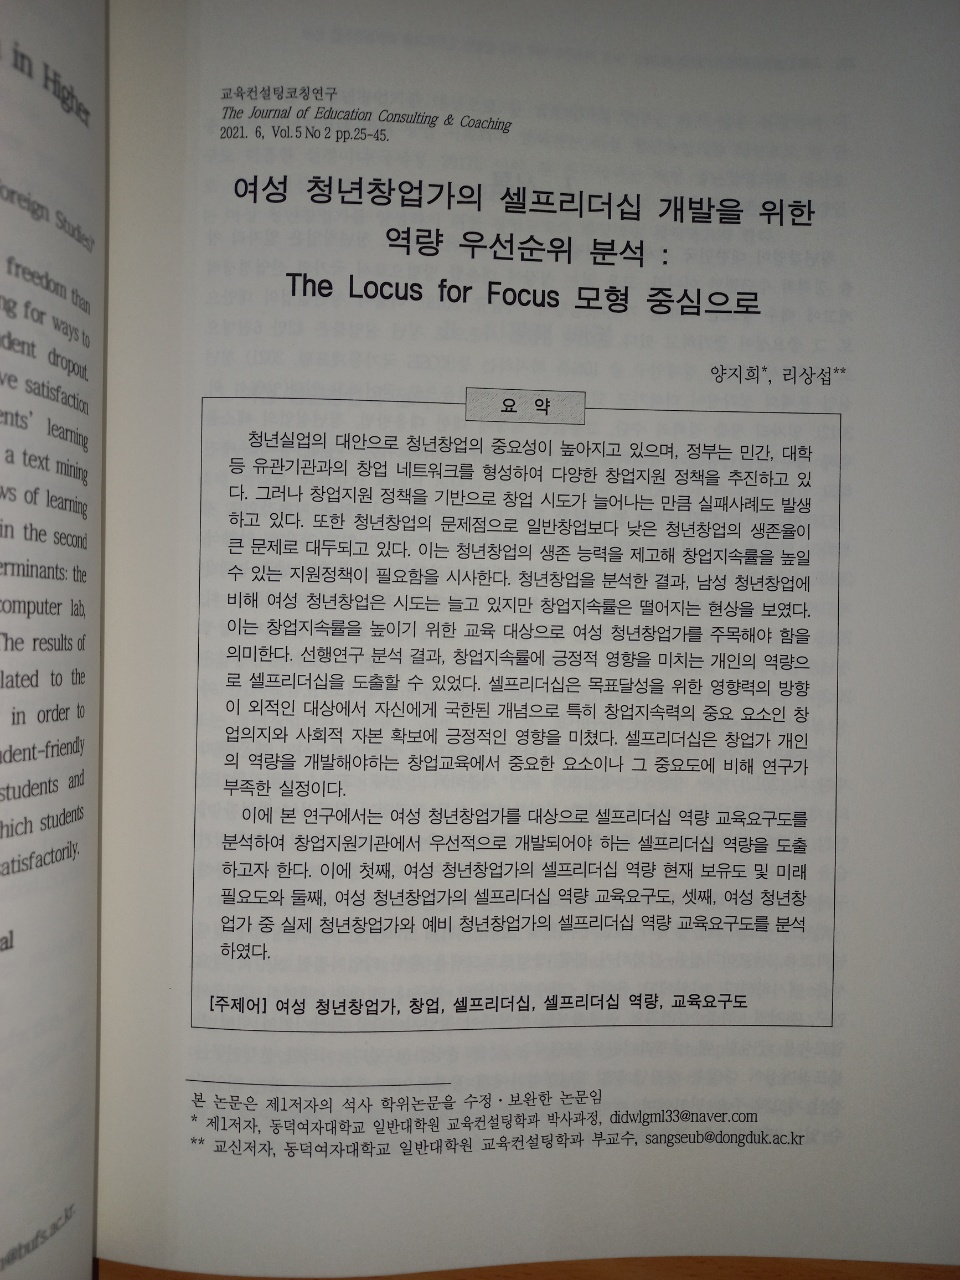 in Higher
Foreign Student
freedom than
ng for ways to
dent dropout
ve satisfaction
ents' learning
a text mining
ws of learning
in the second
erminants: the
computer lab,
The results of
lated to the
in order to
udent-friendly
students and
hich students
satisfactorily.
al
@bufs.ac.kr.
교육컨설팅코칭연구
The Journal of Education Consulting & Coaching
2021. 6, Vol. 5 No 2 pp.25-45.
여성 청년창업가의 셀프리더십 개발을 위한
역량 우선순위 분석 :
The Locus for Focus 모형 중심으로
양지희*, 리상섭**
요 약
청년실업의 대안으로 청년창업의 중요성이 높아지고 있으며, 정부는 민간, 대학
등 유관기관과의 창업 네트워크를 형성하여 다양한 창업지원 정책을 추진하고 있
다. 그러나 창업지원 정책을 기반으로 창업 시도가 늘어나는 만큼 실패사례도 발생
하고 있다. 또한 청년창업의 문제점으로 일반창업보다 낮은 청년창업의 생존율이
큰 문제로 대두되고 있다. 이는 청년창업의 생존 능력을 제고해 창업지속률을 높일
수 있는 지원정책이 필요함을 시사한다. 청년창업을 분석한 결과, 남성 청년창업에
비해 여성 청년창업은 시도는 늘고 있지만 창업지속률은 떨어지는 현상을 보였다.
이는 창업지속률을 높이기 위한 교육 대상으로 여성 청년창업가를 주목해야 함을
의미한다. 선행연구 분석 결과, 창업지속률에 긍정적 영향을 미치는 개인의 역량으
로 셀프리더십을 도출할 수 있었다. 셀프리더십은 목표달성을 위한 영향력의 방향
이 외적인 대상에서 자신에게 국한된 개념으로 특히 창업지속력의 중요 요소인 창
업의지와 사회적 자본 확보에 긍정적인 영향을 미쳤다. 셀프리더십은 창업가 개인
의 역량을 개발해야하는 창업교육에서 중요한 요소이나 그 중요도에 비해 연구가
부족한 실정이다.
이에 본 연구에서는 여성 청년창업가를 대상으로 셀프리더십 역량 교육요구도를
분석하여 창업지원기관에서 우선적으로 개발되어야 하는 셀프리더십 역량을 도출
하고자 한다. 이에 첫째, 여성 청년창업가의 셀프리더십 역량 현재 보유도 및 미래
필요도와 둘째, 여성 청년창업가의 셀프리더십 역량 교육요구도, 셋째, 여성 청년창
업가 중 실제 청년창업가와 예비 청년창업가의 셀프리더십 역량 교육요구도를 분석
하였다.
[주제어] 여성 청년창업가, 창업, 셀프리더십, 셀프리더십 역량, 교육요구도
본 논문은 제1저자의 석사 학위논문을 수정·보완한 논문임
* 제1저자, 동덕여자대학교 일반대학원 교육컨설팅학과 박사과정, didwlgml33@naver.com
** 교신저자, 동덕여자대학교 일반대학원 교육컨설팅학과 부교수, sangseub@dongduk.ac.kr